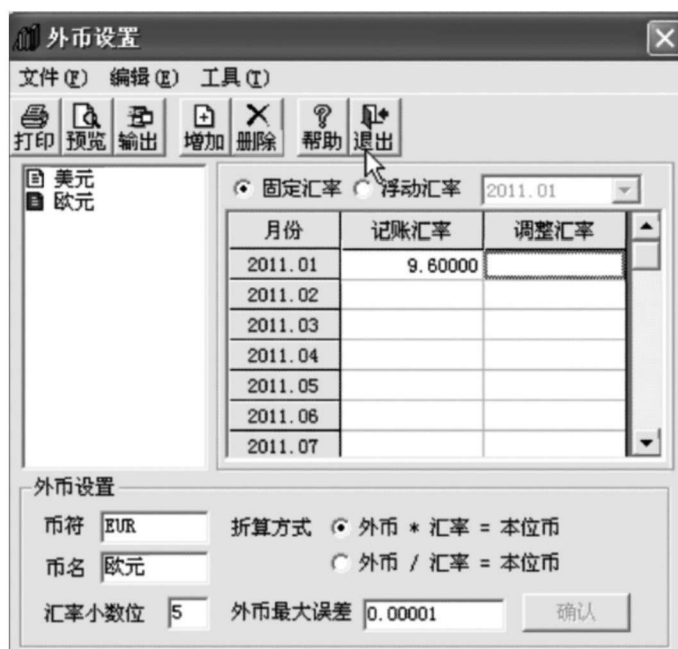 外币设置
文件(F) 编辑(E) 工具(T)
打印 预览 输出 增加 删除 帮助 退出
美元
欧元
固定汇率 浮动汇率 2011.01
月份 记账汇率 调整汇率
2011.01 9.60000
2011.02
2011.03
2011.04
2011.05
2011.06
2011.07
外币设置
币符 EUR 折算方式 外币 * 汇率 = 本位币
币名 欧元 外币 / 汇率 = 本位币
汇率小数位 5 外币最大误差 0.00001 确认